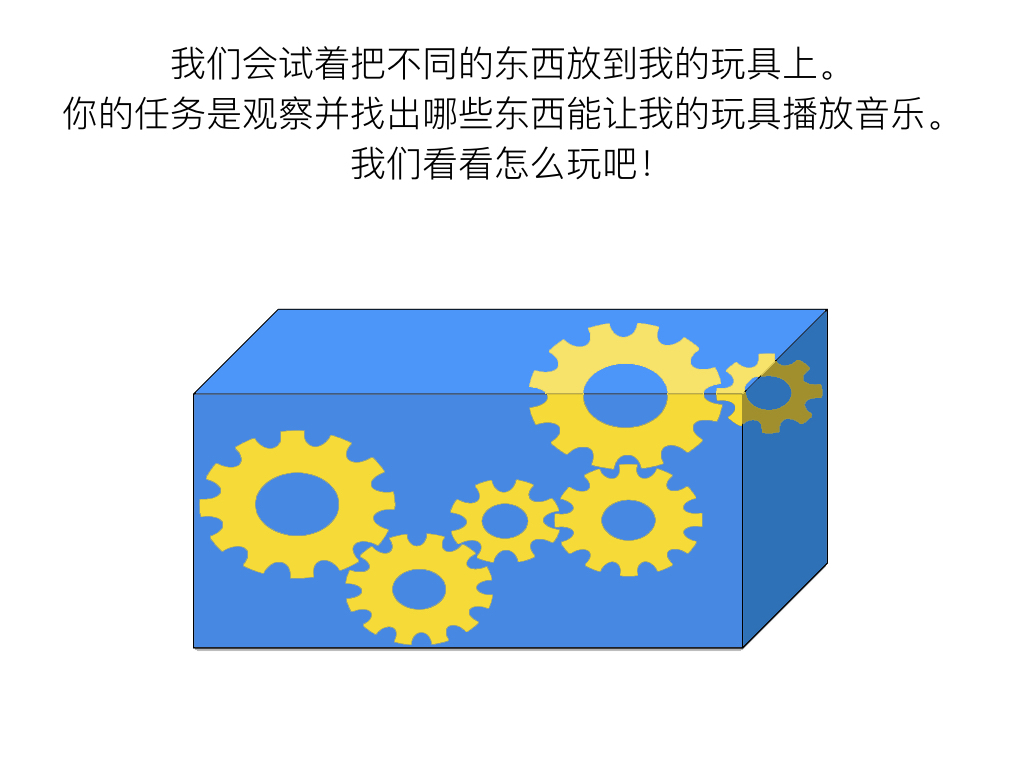 我们会试着把不同的东西放到我的玩具上。
你的任务是观察并找出哪些东西能让我的玩具播放音乐。
我们看看怎么玩吧！